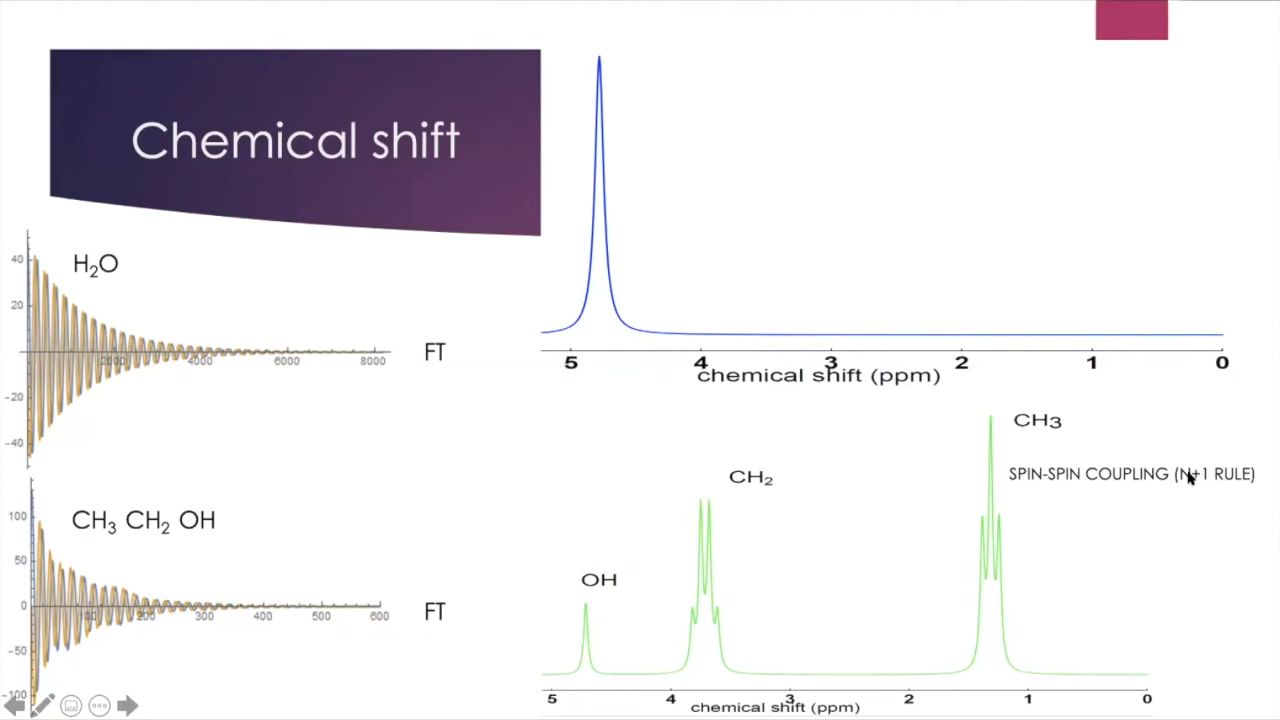 Chemical shift
H₂O
40
20
2000 4000 6000 8000
-20
-40
FT
5 4 3 2 1 0
chemical shift (ppm)
CH₃ CH₂ OH
100
50
0
100 200 300 400 500 600
-50
-100
FT
CH₃
SPIN-SPIN COUPLING (N+1 RULE)
CH₂
OH
5 4 3 2 1 0
chemical shift (ppm)